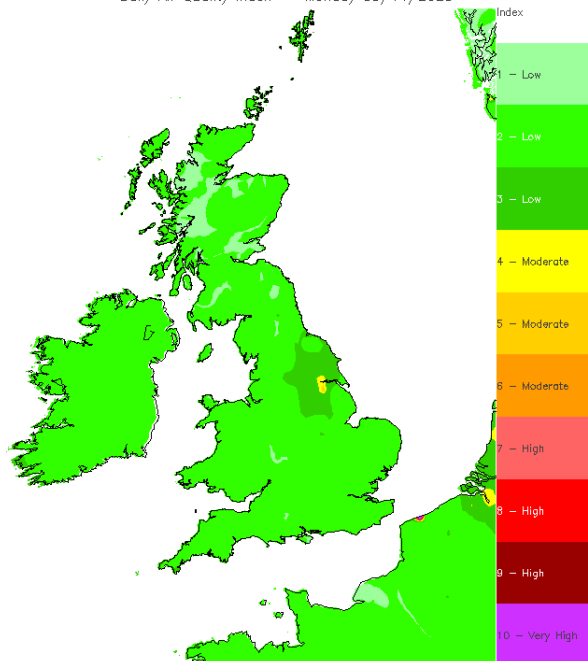 Index
1 - Low
2 - Low
3 - Low
4 - Moderate
5 - Moderate
6 - Moderate
7 - High
8 - High
9 - High
10 - Very High